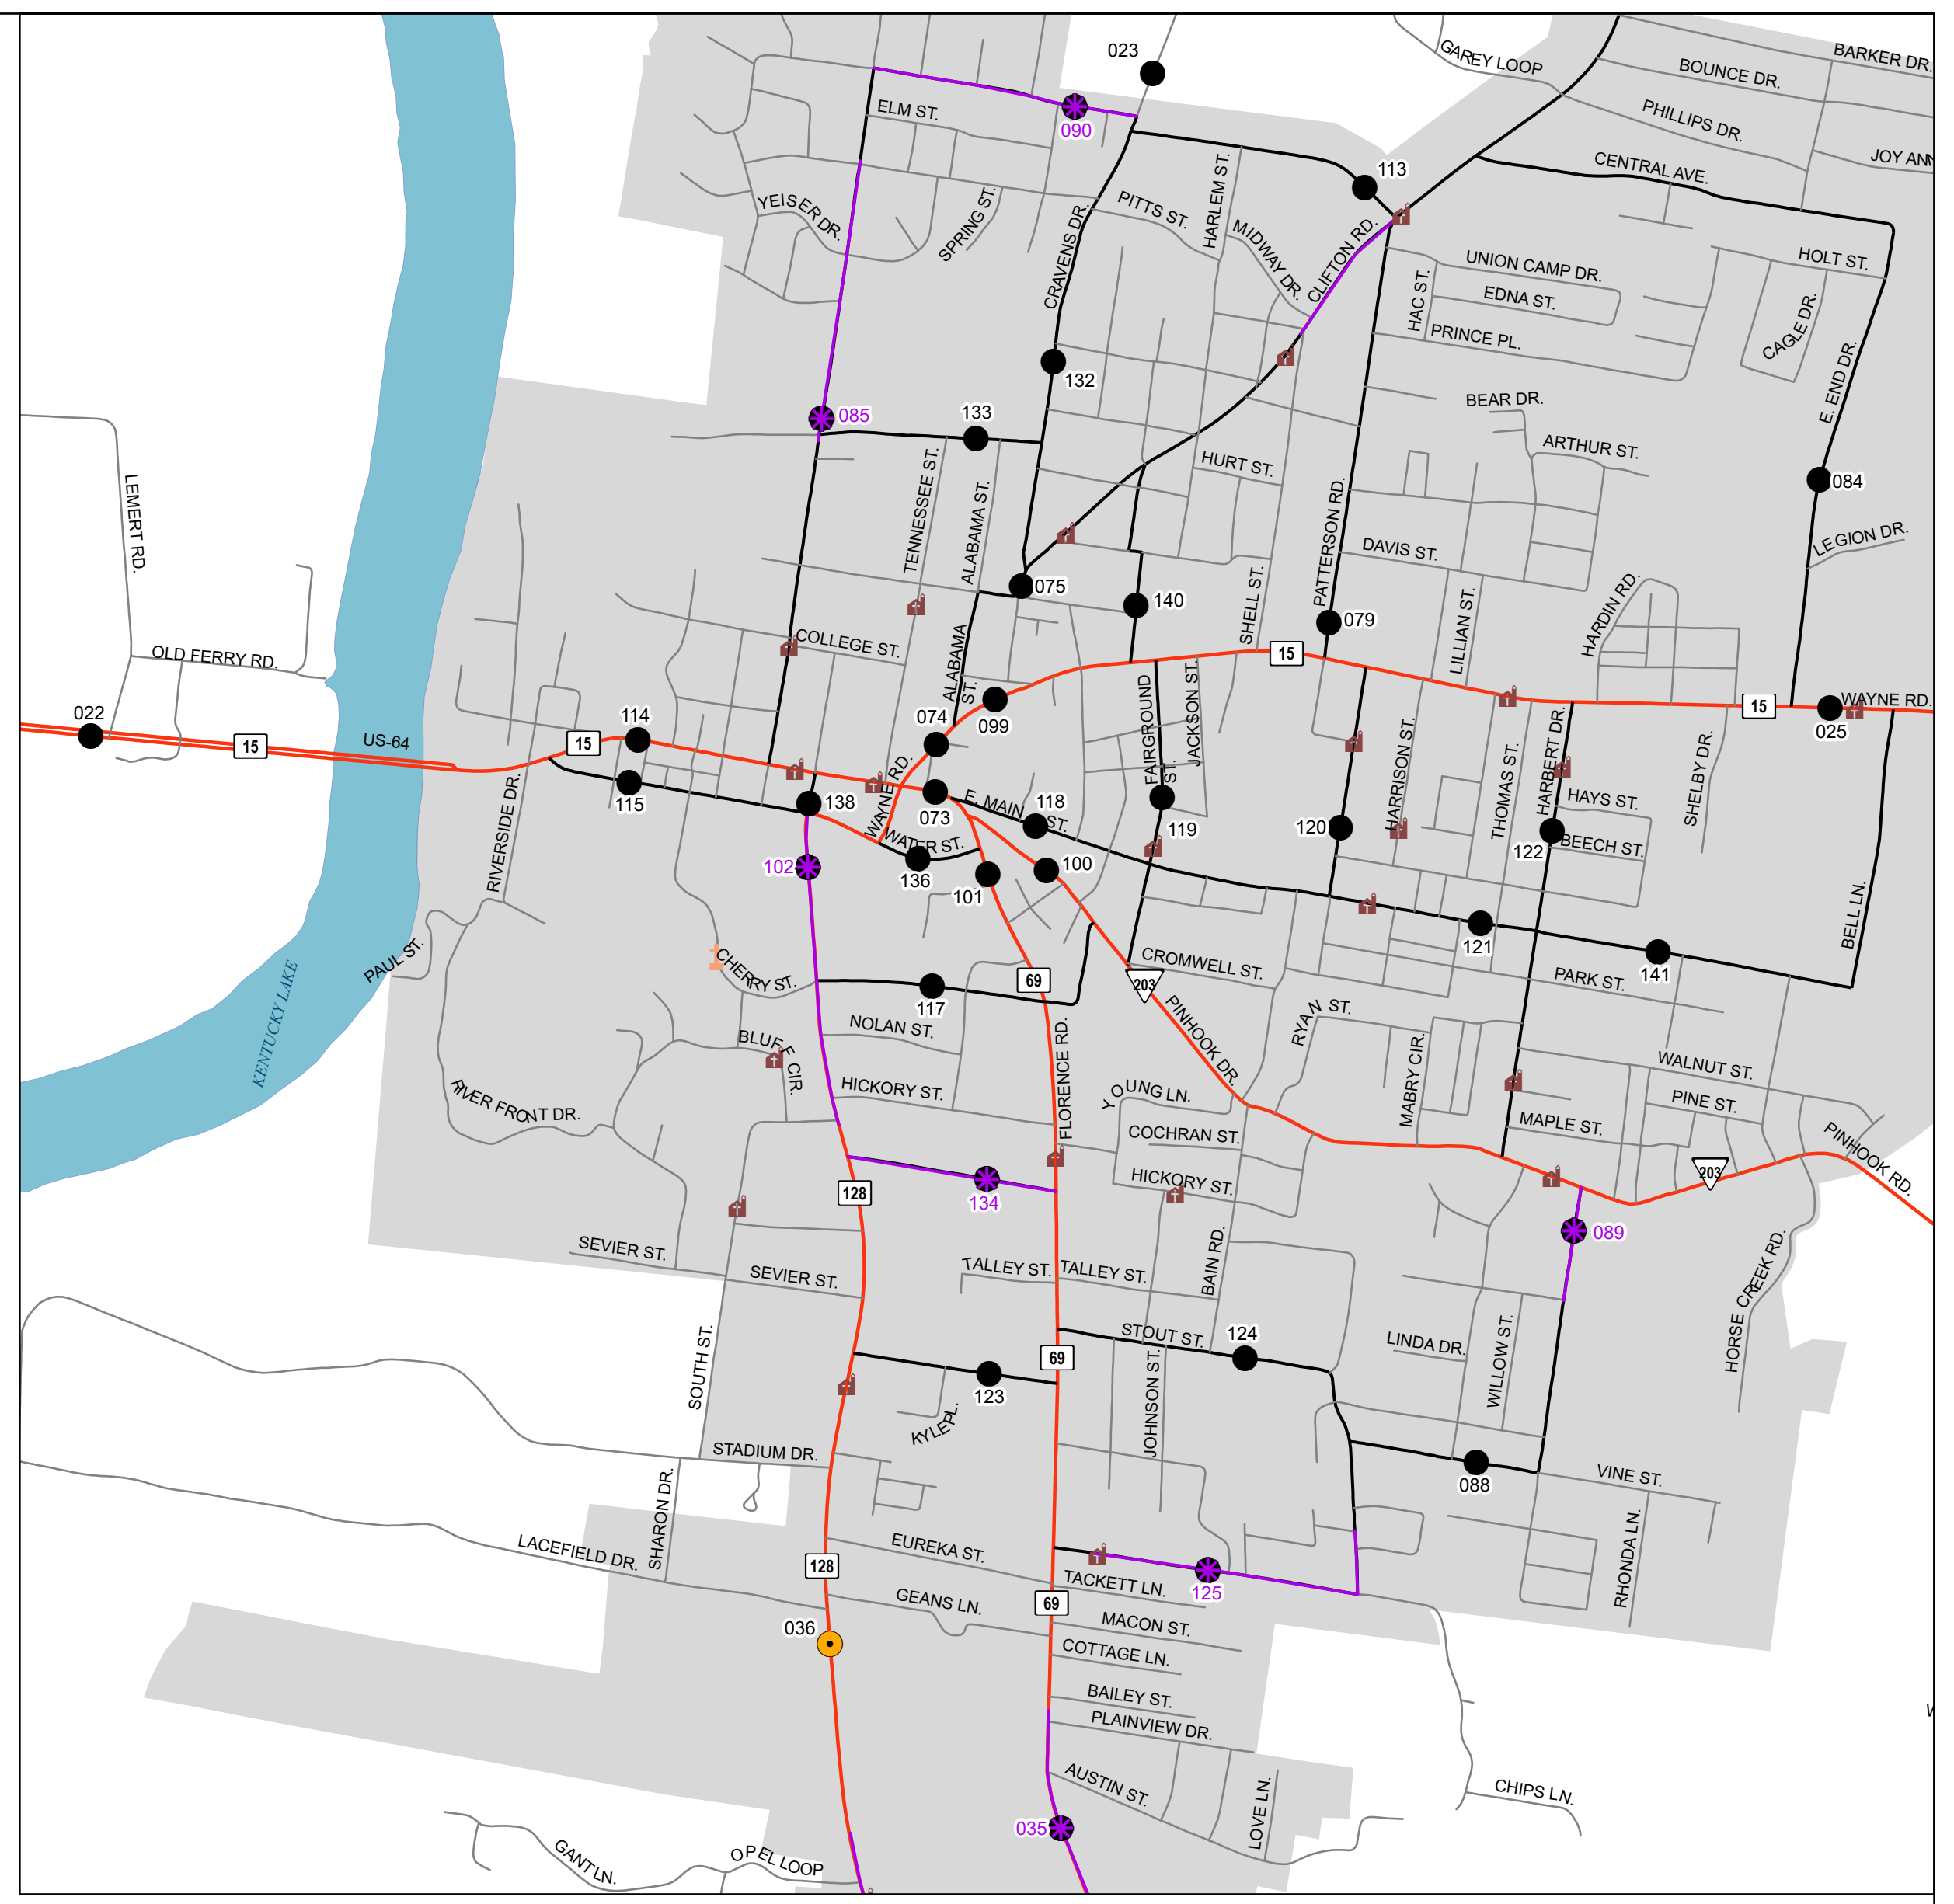 023
GAREY LOOP
BARKER DR.
BOUNCE DR.
090
ELM ST.
PHILLIPS DR.
JOY ANN
113
CENTRAL AVE.
HARLEM ST.
YEISER DR.
SPRING ST.
PITTS ST.
MIDWAY DR.
CLIFTON RD.
CRAVENS DR.
UNION CAMP DR.
HOLT ST.
HAC ST.
EDNA ST.
CAGLE DR.
PRINCE PL.
132
E. END DR.
085
133
BEAR DR.
ARTHUR ST.
HURT ST.
084
LEMERT RD.
TENNESSEE ST.
ALABAMA ST.
PATTERSON RD.
DAVIS ST.
LEGION DR.
075
140
SHELL ST.
079
LILLIAN ST.
HARDIN RD.
COLLEGE ST.
OLD FERRY RD.
15
ALABAMA ST.
022
114
074
099
FAIRGROUND ST.
JACKSON ST.
15
WAYNE RD.
025
15
US-64
15
115
138
WAYNE RD.
073
E. MAIN ST.
118
119
120
HARRISON ST.
THOMAS ST.
HARBERT DR.
HAYS ST.
SHELBY DR.
122
BEECH ST.
RIVERSIDE DR.
102
WATER ST.
136
101
100
121
141
BELL LN.
PAUL ST.
CHERRY ST.
117
69
CROMWELL ST.
203
PARK ST.
KENTUCKY LAKE
PINHOOK DR.
RYAN ST.
NOLAN ST.
BLUFF CIR.
FLORENCE RD.
MABRY CIR.
WALNUT ST.
RIVER FRONT DR.
HICKORY ST.
YOUNG LN.
PINE ST.
COCHRAN ST.
MAPLE ST.
PINHOOK RD.
HICKORY ST.
203
128
134
089
SEVIER ST.
SEVIER ST.
TALLEY ST.
TALLEY ST.
BAIN RD.
HORSE CREEK RD.
SOUTH ST.
STOUT ST.
124
LINDA DR.
WILLOW ST.
69
123
KYLE PL.
JOHNSON ST.
STADIUM DR.
088
VINE ST.
SHARON DR.
LACEFIELD DR.
128
EUREKA ST.
TACKETT LN.
125
RHONDA LN.
GEANS LN.
69
MACON ST.
036
COTTAGE LN.
BAILEY ST.
PLAINVIEW DR.
AUSTIN ST.
LOVE LN.
CHIPS LN.
035
GANT LN.
OPEL LOOP